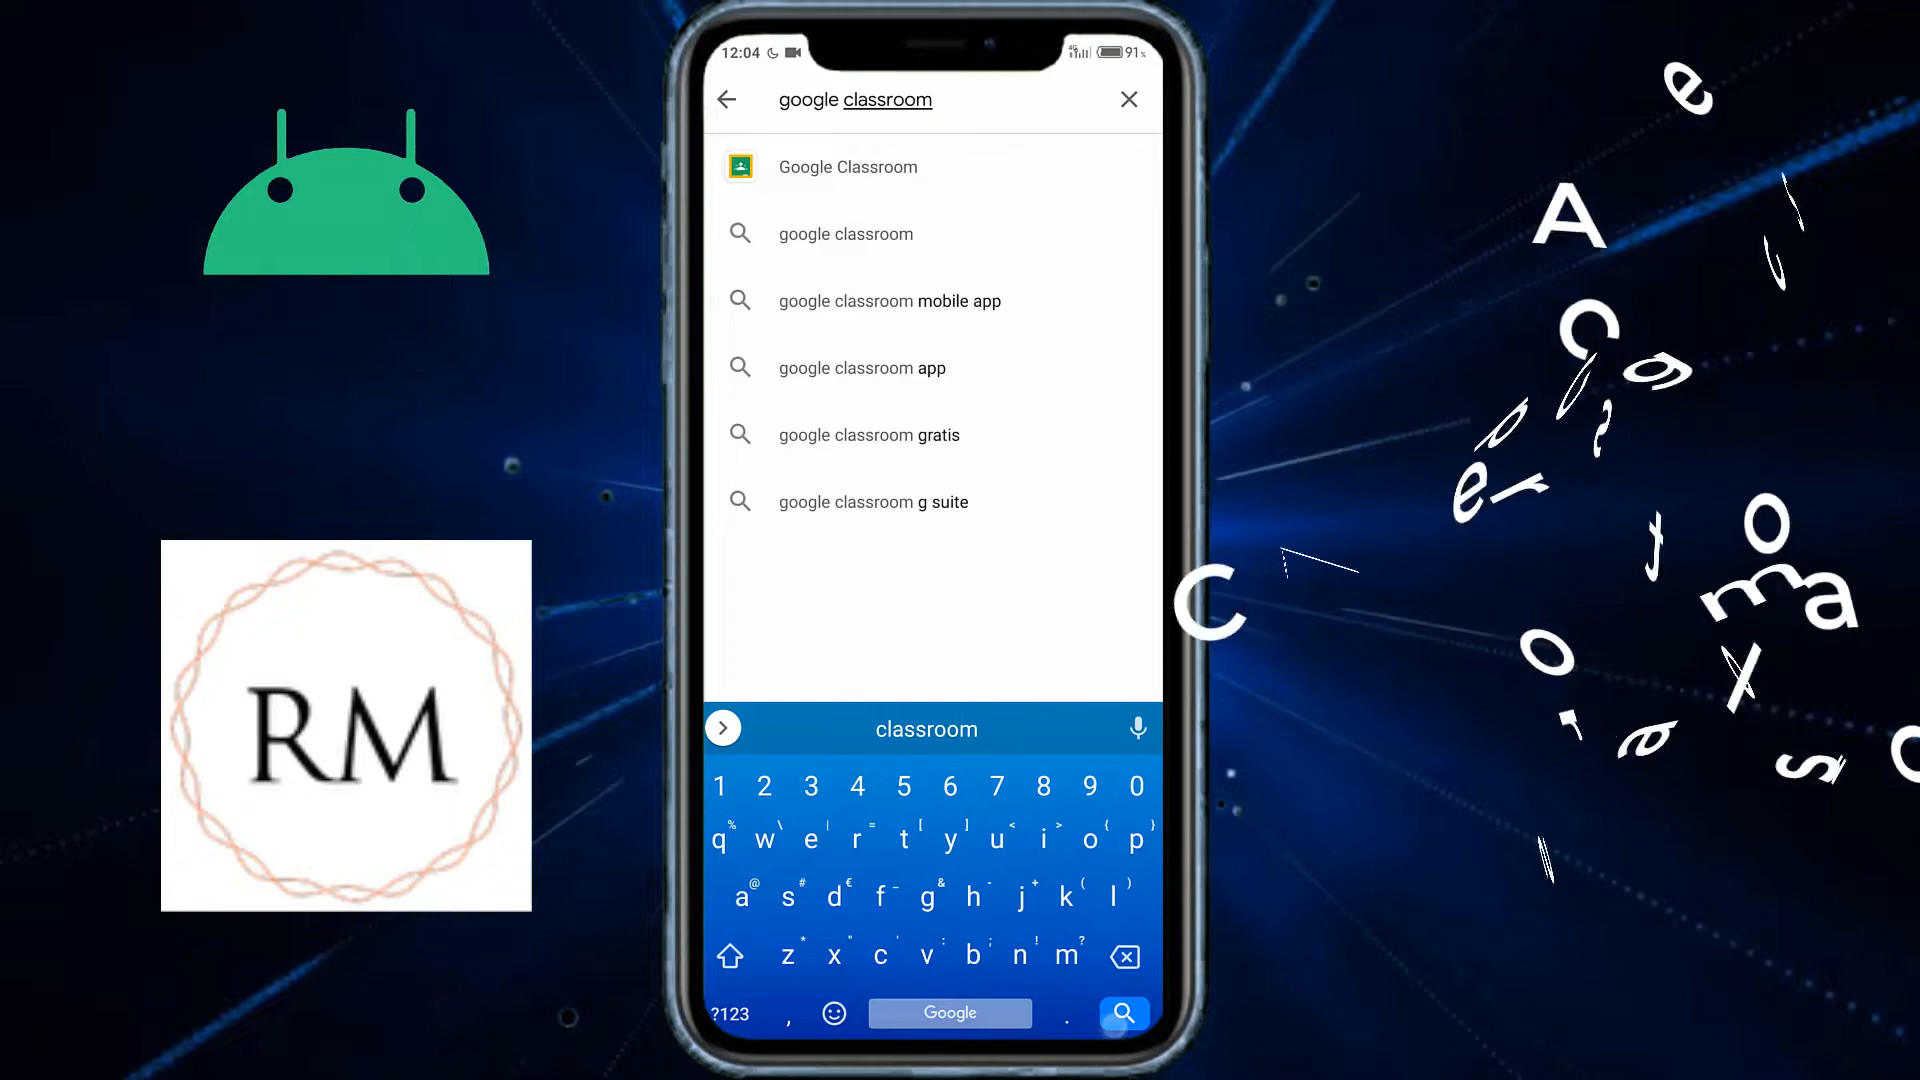 12:04 4G 91%
google classroom
Google Classroom
google classroom
google classroom mobile app
google classroom app
google classroom gratis
google classroom g suite
classroom
1 2 3 4 5 6 7 8 9 0
q w e r t y u i o p
% \ | = [ ] < > { }
a s d f g h j k l
@ # € _ & - + ( )
z x c v b n m
* " ' : ; ! ?
?123 , Google .
RM
e
A
C
g
e r
o
t
m a
C
o
a
s